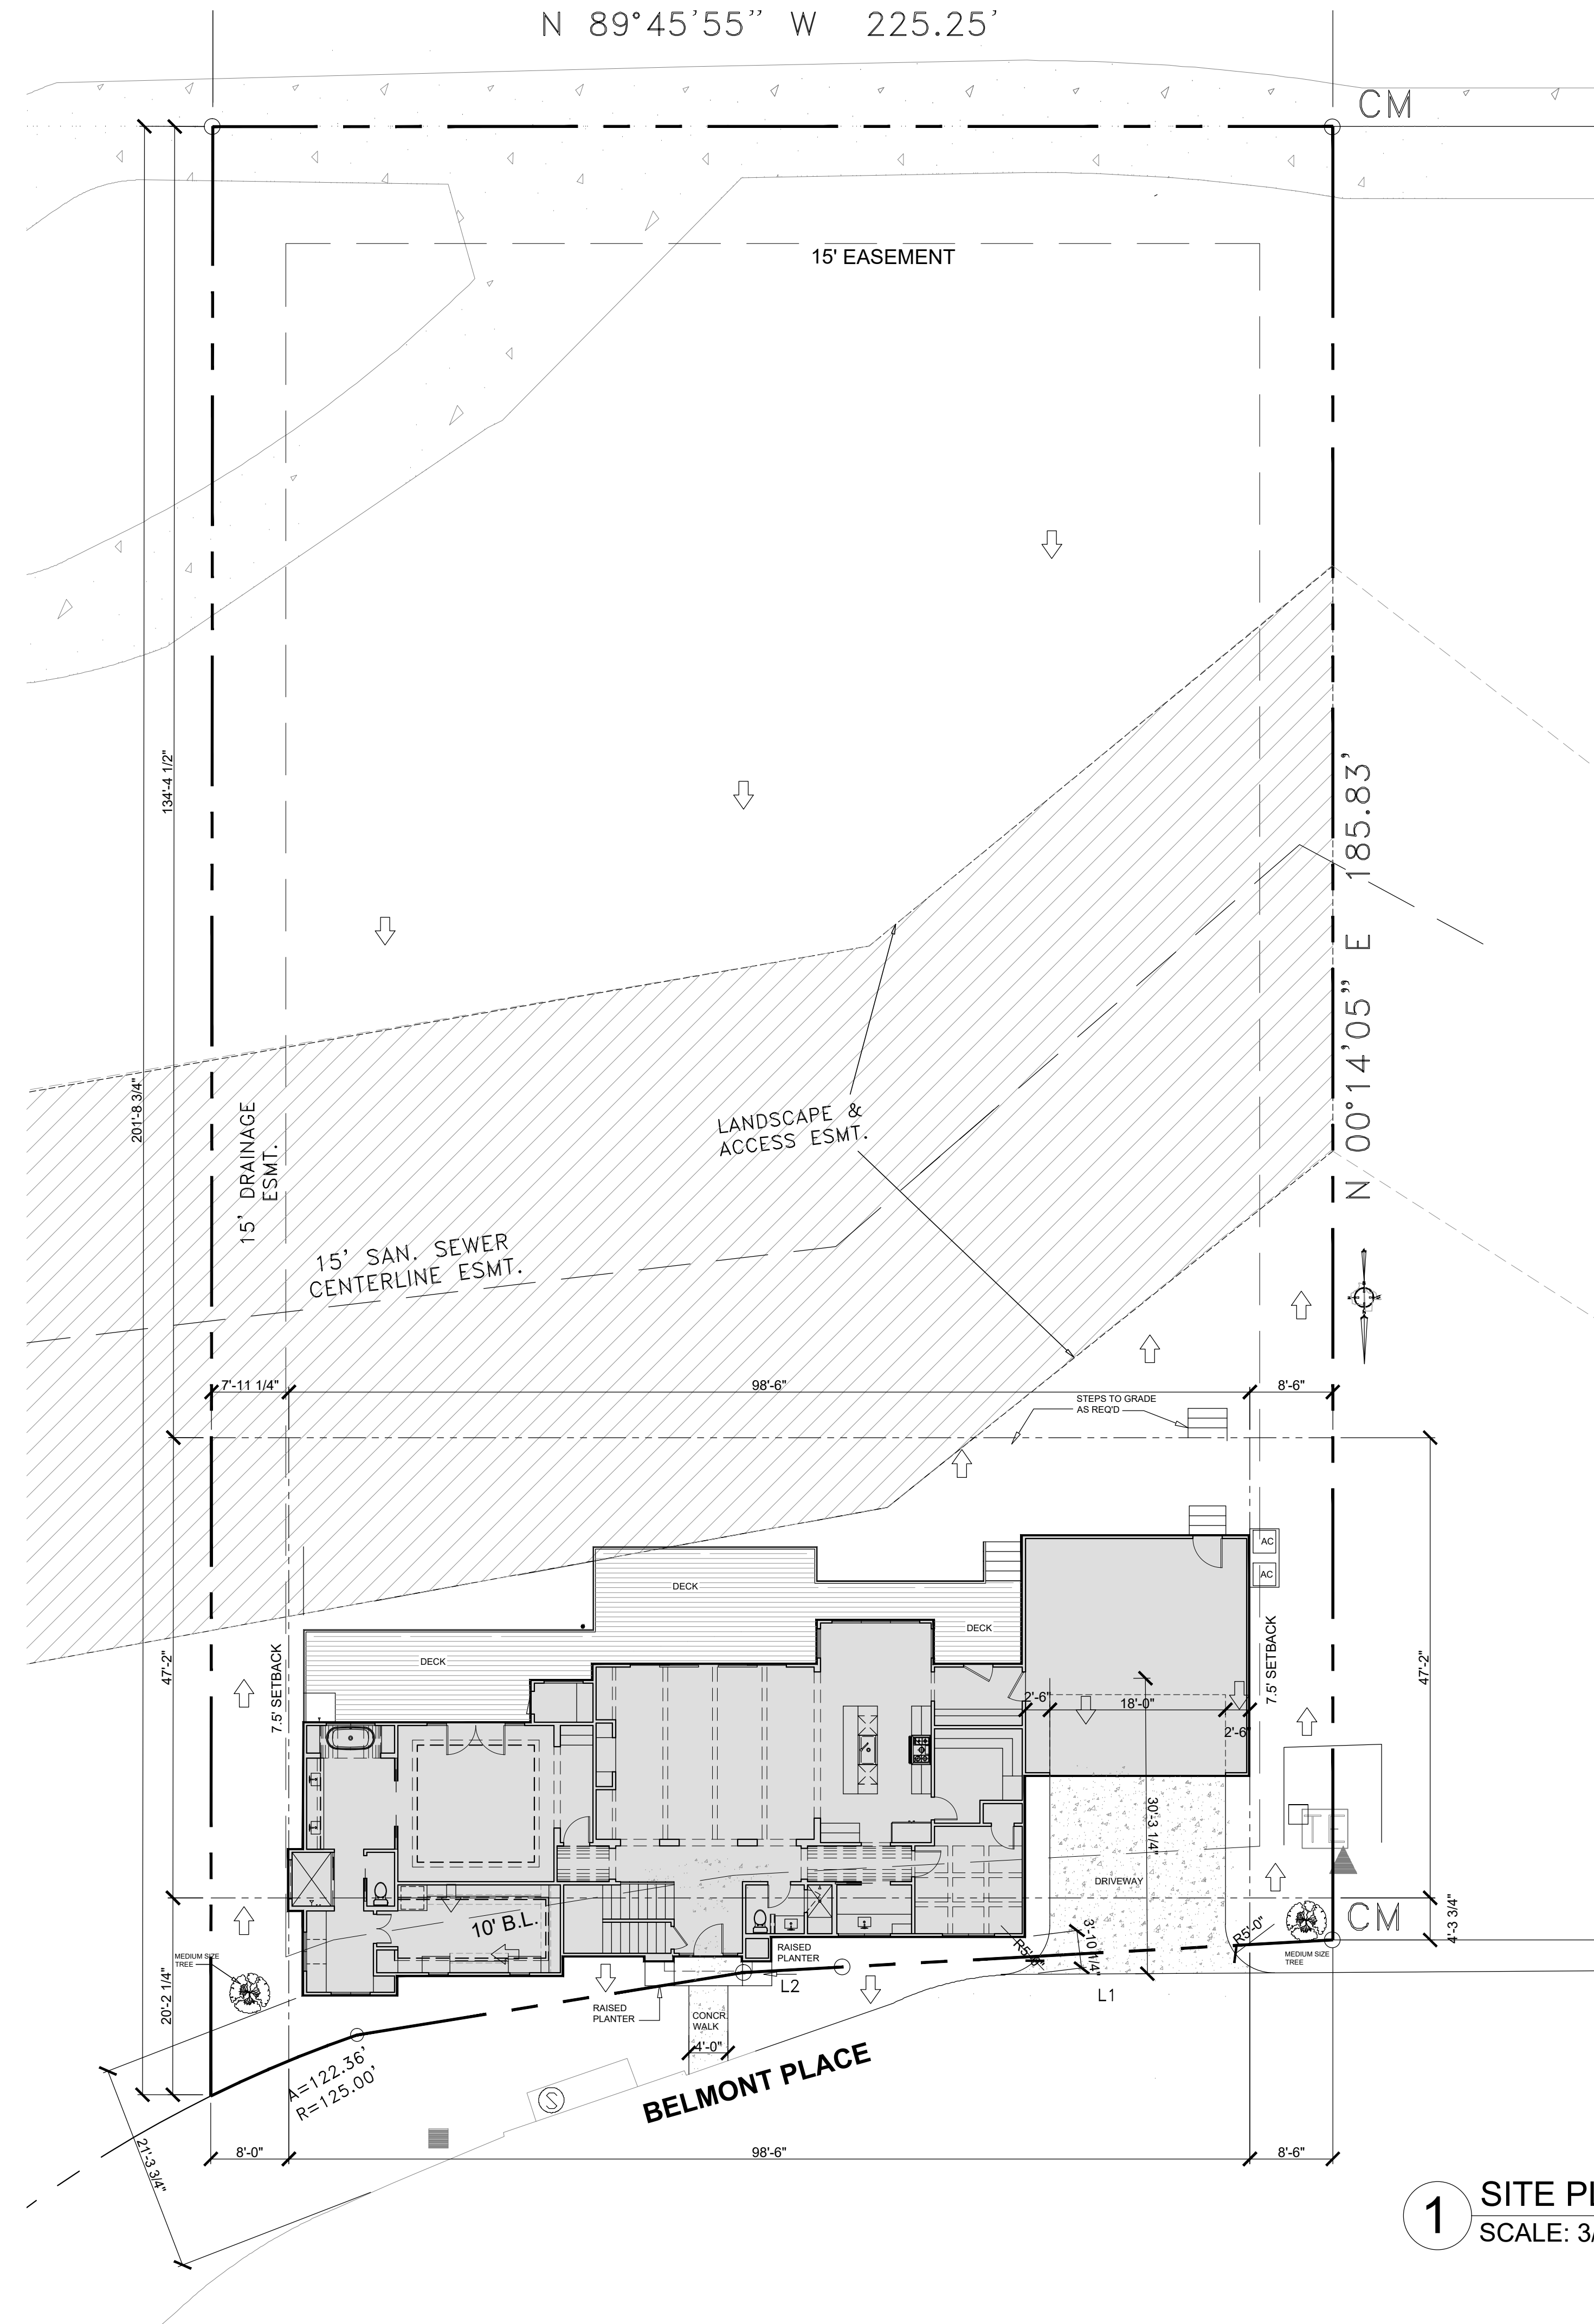 N 89°45'55" W 225.25'
CM
15' EASEMENT
134'-4 1/2"
N 00°14'05" E 185.83'
201'-8 3/4"
15' DRAINAGE
ESMT.
LANDSCAPE &
ACCESS ESMT.
15' SAN. SEWER
CENTERLINE ESMT.
7'-11 1/4"
98'-6"
8'-6"
STEPS TO GRADE
AS REQ'D
AC
AC
DECK
DECK
DECK
47'-2"
7.5' SETBACK
7.5' SETBACK
47'-2"
2'-6"
18'-0"
2'-6"
30'-3 1/4"
TE
DRIVEWAY
10' B.L.
CM
4'-3 3/4"
R5'-0"
3'-10 1/4"
R5'-0"
RAISED
PLANTER
MEDIUM SIZE
TREE
MEDIUM SIZE
TREE
20'-2 1/4"
L2
L1
RAISED
PLANTER
CONCR.
WALK
4'-0"
BELMONT PLACE
A=122.36'
R=125.00'
S
21'-3 3/4"
8'-0"
98'-6"
8'-6"
1
SITE PL
SCALE: 3/